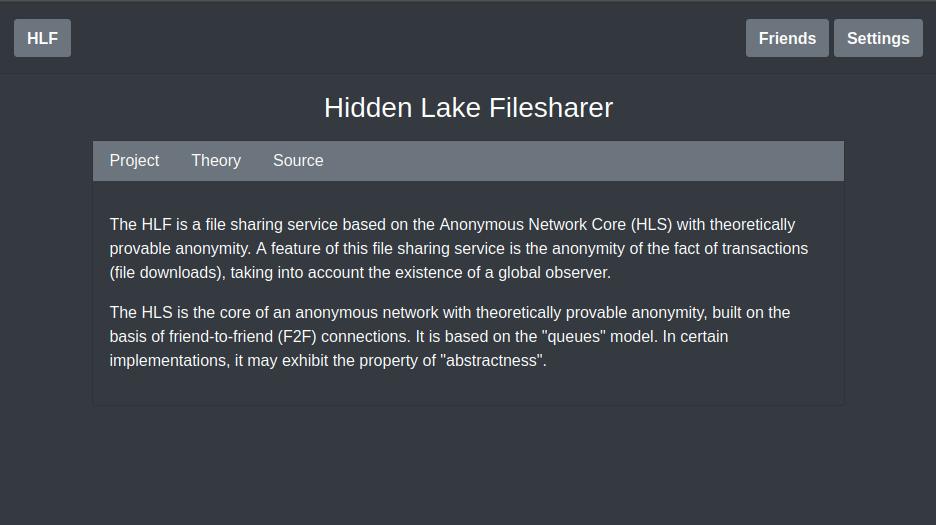 HLF
Friends
Settings
Hidden Lake Filesharer
Project
Theory
Source
The HLF is a file sharing service based on the Anonymous Network Core (HLS) with theoretically
provable anonymity. A feature of this file sharing service is the anonymity of the fact of transactions
(file downloads), taking into account the existence of a global observer.
The HLS is the core of an anonymous network with theoretically provable anonymity, built on the
basis of friend-to-friend (F2F) connections. It is based on the "queues" model. In certain
implementations, it may exhibit the property of "abstractness".